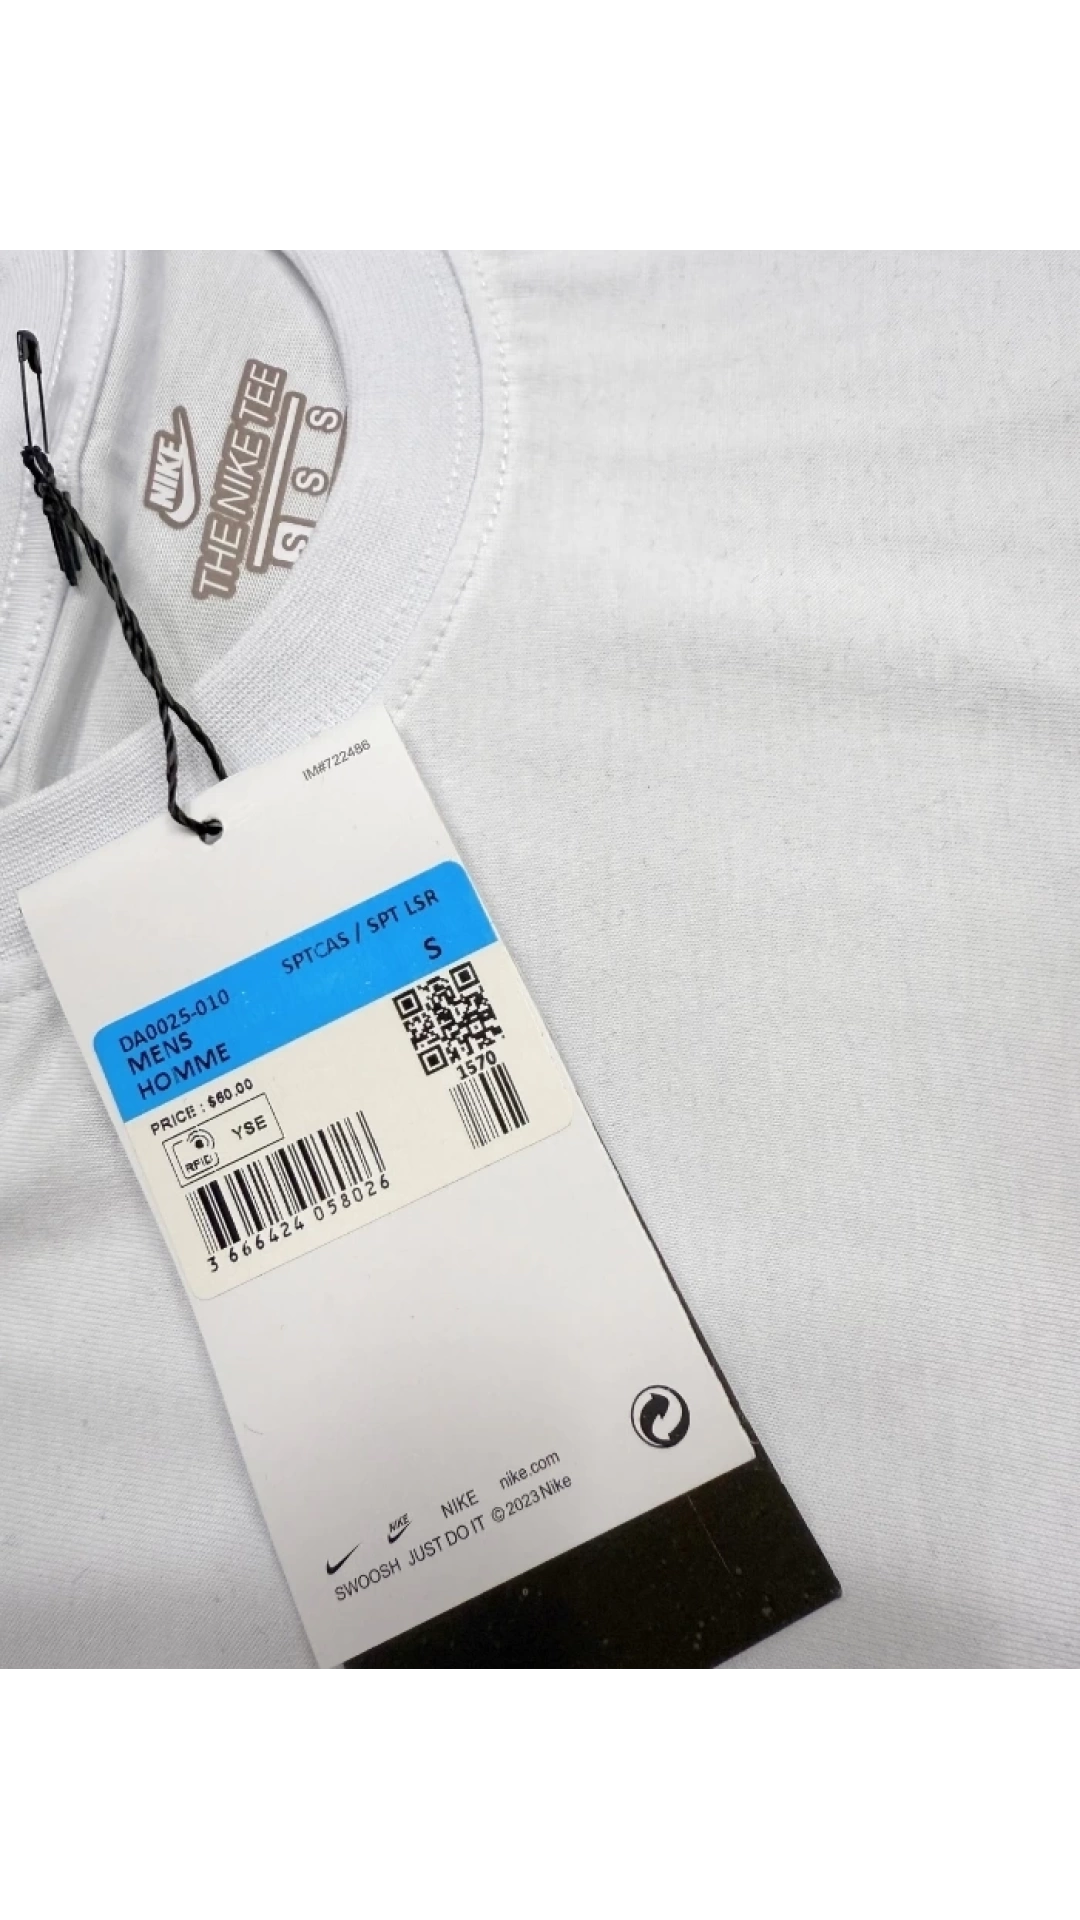 NIKE
THE NIKE TEE
S S S
IM#722486
SPTCAS / SPT LSR
S
DA0025-010
MENS
HOMME
1570
PRICE : $60.00
RFID YSE
3 666424 058026
NIKE NIKE nike.com
SWOOSH JUST DO IT ©2023 Nike